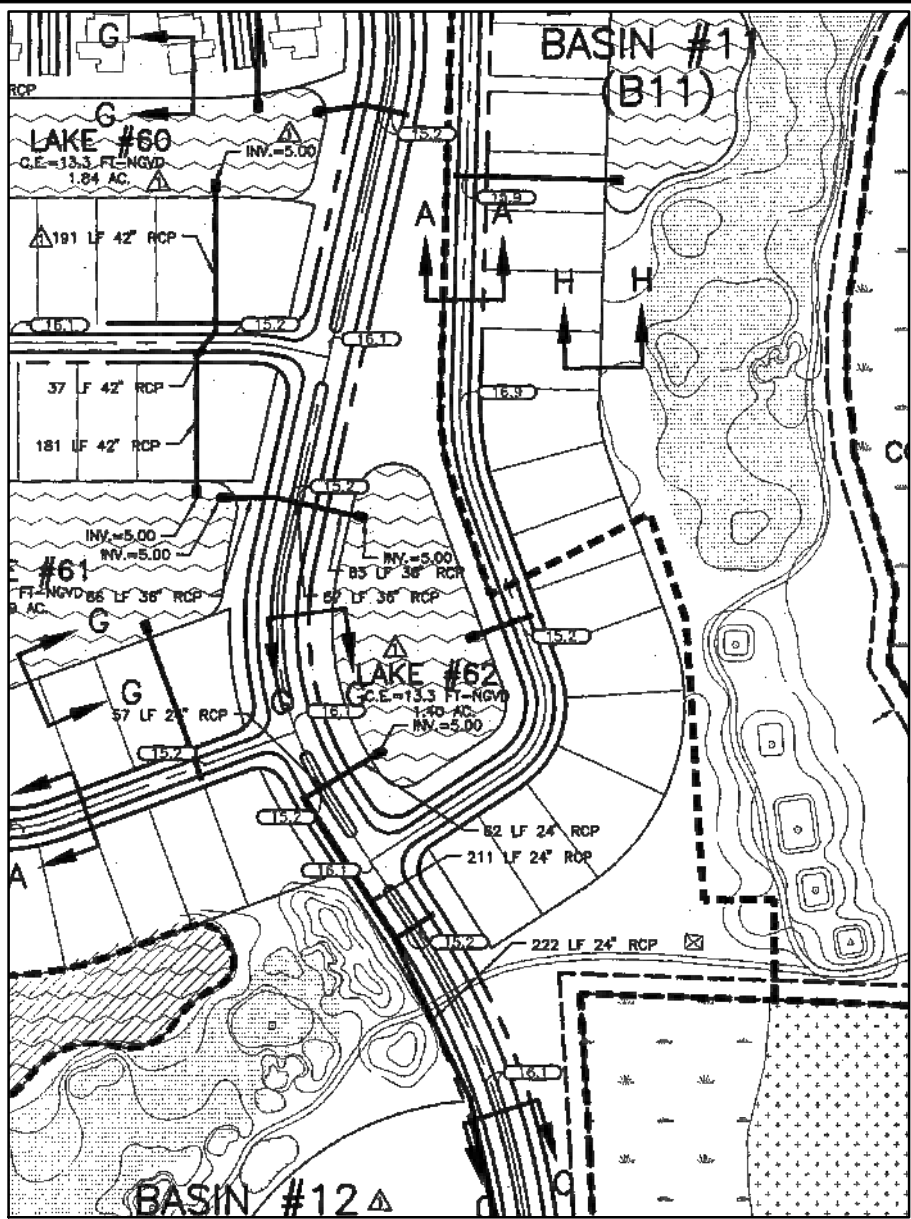 G
BASIN #11
(B11)
RCP
G
15.2
LAKE #60
INV.=5.00
C.E.=13.3 FT-NGVD
1.84 AC.
15.9
A A
191 LF 42" RCP
H H
16.1
15.2
16.1
37 LF 42" RCP
16.9
181 LF 42" RCP
15.2
INV.=5.00
INV.=5.00
INV.=5.00
#61
83 LF 36" RCP
FT-NGVD
66 LF 36" RCP
57 LF 36" RCP
AC.
G
15.2
LAKE #62
C.E.=13.3 FT-NGVD
1.40 AC.
G
C
57 LF 24" RCP
16.1
INV.=5.00
15.2
15.2
62 LF 24" RCP
211 LF 24" RCP
A
16.1
15.2
222 LF 24" RCP
16.1
BASIN #12
C